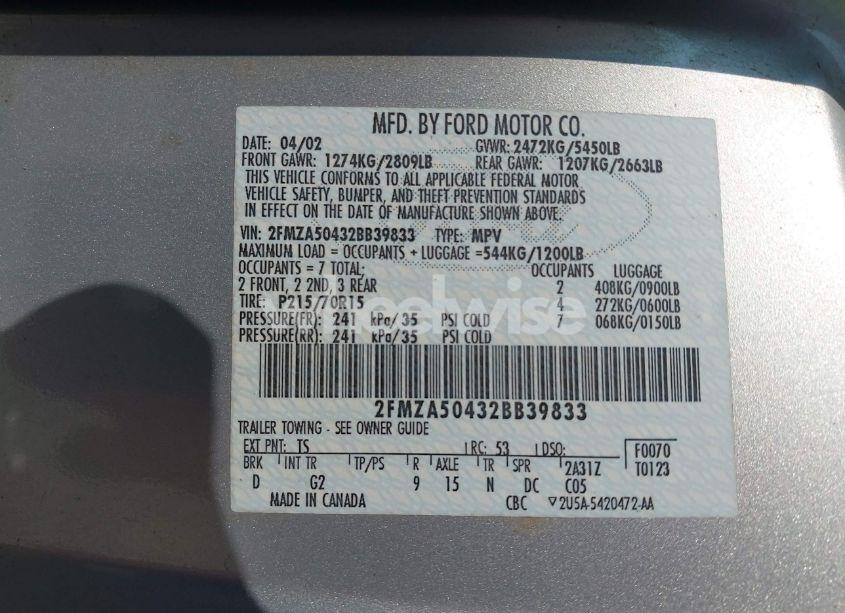 MFD. BY FORD MOTOR CO.
DATE: 04/02 GVWR: 2472KG/5450LB
FRONT GAWR: 1274KG/2809LB REAR GAWR: 1207KG/2663LB
THIS VEHICLE CONFORMS TO ALL APPLICABLE FEDERAL MOTOR
VEHICLE SAFETY, BUMPER, AND THEFT PREVENTION STANDARDS
IN EFFECT ON THE DATE OF MANUFACTURE SHOWN ABOVE.
VIN: 2FMZA50432BB39833 TYPE: MPV
MAXIMUM LOAD = OCCUPANTS + LUGGAGE =544KG/1200LB
OCCUPANTS = 7 TOTAL; OCCUPANTS LUGGAGE
2 FRONT, 2 2ND, 3 REAR 2 408KG/0900LB
TIRE: P215/70R15 4 272KG/0600LB
PRESSURE(FR): 241 kPa/35 PSI COLD 7 068KG/0150LB
PRESSURE(RR): 241 kPa/35 PSI COLD
2FMZA50432BB39833
TRAILER TOWING - SEE OWNER GUIDE
EXT PNT: TS RC: 53 DSO: F0070
BRK INT TR TP/PS R AXLE TR SPR 2A31Z T0123
D G2 9 15 N DC C05
MADE IN CANADA CBC ▽2U5A-5420472-AA